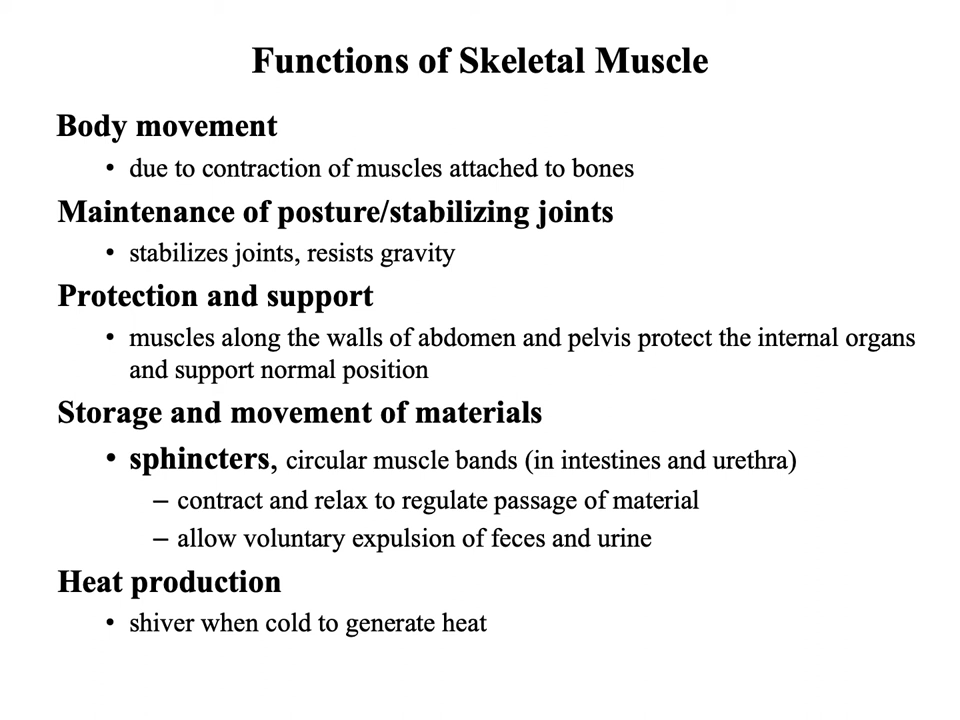 Functions of Skeletal Muscle
Body movement
• due to contraction of muscles attached to bones
Maintenance of posture/stabilizing joints
• stabilizes joints, resists gravity
Protection and support
• muscles along the walls of abdomen and pelvis protect the internal organs
and support normal position
Storage and movement of materials
• sphincters, circular muscle bands (in intestines and urethra)
– contract and relax to regulate passage of material
– allow voluntary expulsion of feces and urine
Heat production
• shiver when cold to generate heat